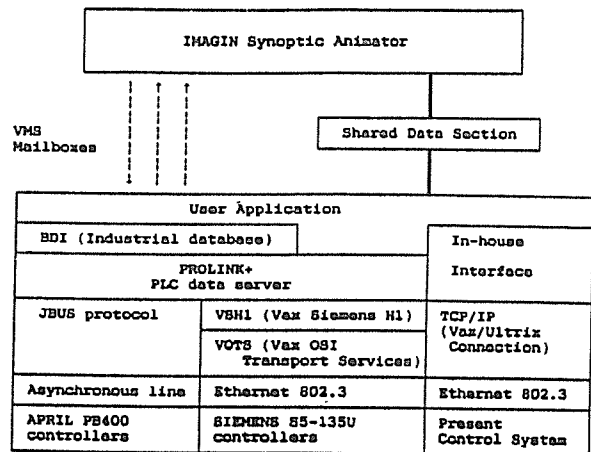 IMAGIN Synoptic Animator
VMS
Mailboxes
Shared Data Section
User Application
BDI (Industrial database)
In-house
Interface
PROLINK+
PLC data server
JBUS protocol
VSH1 (Vax Siemens H1)
TCP/IP
(Vax/Ultrix
Connection)
VOTS (Vax OSI
Transport Services)
Asynchronous line
Ethernet 802.3
Ethernet 802.3
APRIL PB400
controllers
SIEMENS S5-135U
controllers
Present
Control System